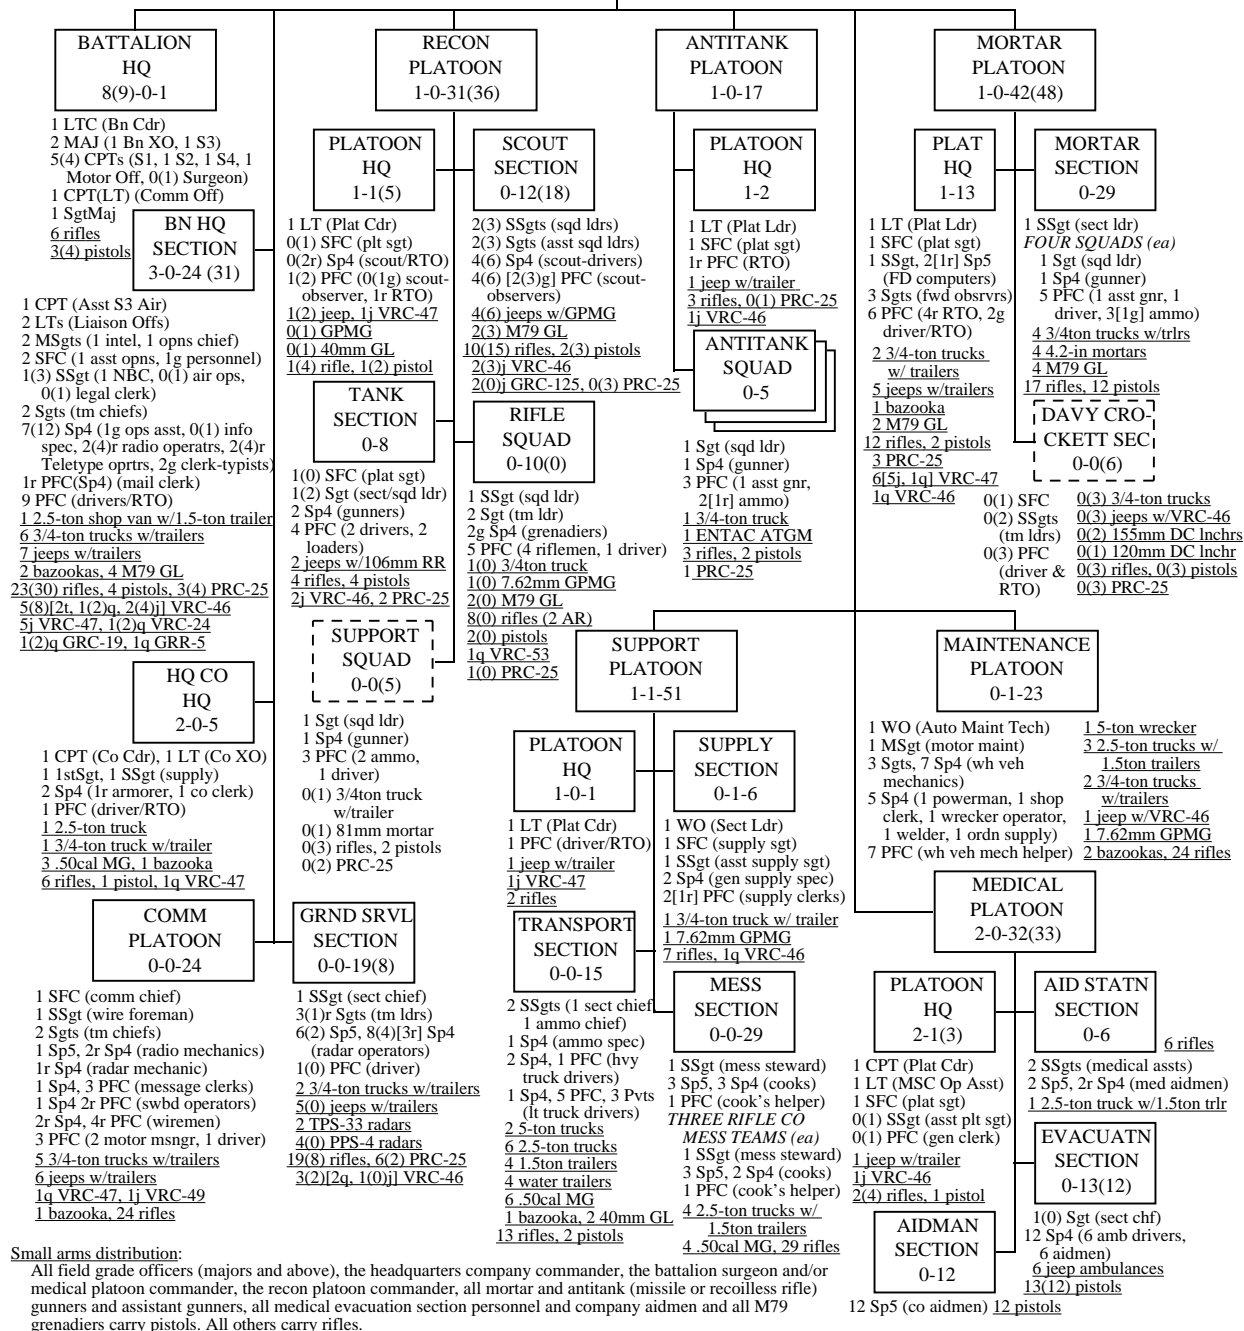 BATTALION
HQ
8(9)-0-1
1 LTC (Bn Cdr)
2 MAJ (1 Bn XO, 1 S3)
5(4) CPTs (S1, 1 S2, 1 S4, 1
Motor Off, 0(1) Surgeon)
1 CPT(LT) (Comm Off)
1 SgtMaj
6 rifles
3(4) pistols
BN HQ
SECTION
3-0-24 (31)
1 CPT (Asst S3 Air)
2 LTs (Liaison Offs)
2 MSgts (1 intel, 1 opns chief)
2 SFC (1 asst opns, 1g personnel)
1(3) SSgt (1 NBC, 0(1) air ops,
0(1) legal clerk)
2 Sgts (tm chiefs)
7(12) Sp4 (1g ops asst, 0(1) info
spec, 2(4)r radio operatrs, 2(4)r
Teletype oprtrs, 2g clerk-typists)
1r PFC(Sp4) (mail clerk)
9 PFC (drivers/RTO)
1 2.5-ton shop van w/1.5-ton trailer
6 3/4-ton trucks w/trailers
7 jeeps w/trailers
2 bazookas, 4 M79 GL
23(30) rifles, 4 pistols, 3(4) PRC-25
5(8)[2t, 1(2)q, 2(4)j] VRC-46
5j VRC-47, 1(2)q VRC-24
1(2)q GRC-19, 1q GRR-5
HQ CO
HQ
2-0-5
1 CPT (Co Cdr), 1 LT (Co XO)
1 1stSgt, 1 SSgt (supply)
2 Sp4 (1r armorer, 1 co clerk)
1 PFC (driver/RTO)
1 2.5-ton truck
1 3/4-ton truck w/trailer
3 .50cal MG, 1 bazooka
6 rifles, 1 pistol, 1q VRC-47
COMM
PLATOON
0-0-24
1 SFC (comm chief)
1 SSgt (wire foreman)
2 Sgts (tm chiefs)
1 Sp5, 2r Sp4 (radio mechanics)
1r Sp4 (radar mechanic)
1 Sp4, 3 PFC (message clerks)
1 Sp4 2r PFC (swbd operators)
2r Sp4, 4r PFC (wiremen)
3 PFC (2 motor msngr, 1 driver)
5 3/4-ton trucks w/trailers
6 jeeps w/trailers
1q VRC-47, 1j VRC-49
1 bazooka, 24 rifles
GRND SRVL
SECTION
0-0-19(8)
1 SSgt (sect chief)
3(1)r Sgts (tm ldrs)
6(2) Sp5, 8(4)[3r] Sp4
(radar operators)
1(0) PFC (driver)
2 3/4-ton trucks w/trailers
5(0) jeeps w/trailers
2 TPS-33 radars
4(0) PPS-4 radars
19(8) rifles, 6(2) PRC-25
3(2)[2q, 1(0)j] VRC-46
RECON
PLATOON
1-0-31(36)
PLATOON
HQ
1-1(5)
1 LT (Plat Cdr)
0(1) SFC (plt sgt)
0(2r) Sp4 (scout/RTO)
1(2) PFC (0(1g) scout-
observer, 1r RTO)
1(2) jeep, 1j VRC-47
0(1) GPMG
0(1) 40mm GL
1(4) rifle, 1(2) pistol
SCOUT
SECTION
0-12(18)
2(3) SSgts (sqd ldrs)
2(3) Sgts (asst sqd ldrs)
4(6) Sp4 (scout-drivers)
4(6) [2(3)g] PFC (scout-
observers)
4(6) jeeps w/GPMG
2(3) M79 GL
10(15) rifles, 2(3) pistols
2(3)j VRC-46
2(0)j GRC-125, 0(3) PRC-25
TANK
SECTION
0-8
1(0) SFC (plat sgt)
1(2) Sgt (sect/sqd ldr)
2 Sp4 (gunners)
4 PFC (2 drivers, 2
loaders)
2 jeeps w/106mm RR
4 rifles, 4 pistols
2j VRC-46, 2 PRC-25
RIFLE
SQUAD
0-10(0)
1 SSgt (sqd ldr)
2 Sgt (tm ldr)
2g Sp4 (grenadiers)
5 PFC (4 riflemen, 1 driver)
1(0) 3/4ton truck
1(0) 7.62mm GPMG
2(0) M79 GL
8(0) rifles (2 AR)
2(0) pistols
1q VRC-53
1(0) PRC-25
SUPPORT
SQUAD
0-0(5)
1 Sgt (sqd ldr)
1 Sp4 (gunner)
3 PFC (2 ammo,
1 driver)
0(1) 3/4ton truck
w/trailer
0(1) 81mm mortar
0(3) rifles, 2 pistols
0(2) PRC-25
ANTITANK
PLATOON
1-0-17
PLATOON
HQ
1-2
1 LT (Plat Ldr)
1 SFC (plat sgt)
1r PFC (RTO)
1 jeep w/trailer
3 rifles, 0(1) PRC-25
1j VRC-46
ANTITANK
SQUAD
0-5
1 Sgt (sqd ldr)
1 Sp4 (gunner)
3 PFC (1 asst gnr,
2[1r] ammo)
1 3/4-ton truck
1 ENTAC ATGM
3 rifles, 2 pistols
1 PRC-25
MORTAR
PLATOON
1-0-42(48)
PLAT
HQ
1-13
1 LT (Plat Ldr)
1 SFC (plat sgt)
1 SSgt, 2[1r] Sp5
(FD computers)
3 Sgts (fwd obsrvrs)
6 PFC (4r RTO, 2g
driver/RTO)
2 3/4-ton trucks
w/ trailers
5 jeeps w/trailers
1 bazooka
2 M79 GL
12 rifles, 2 pistols
3 PRC-25
6[5j, 1q] VRC-47
1q VRC-46
MORTAR
SECTION
0-29
1 SSgt (sect ldr)
FOUR SQUADS (ea)
1 Sgt (sqd ldr)
1 Sp4 (gunner)
5 PFC (1 asst gnr, 1
driver, 3[1g] ammo)
4 3/4ton trucks w/trlrs
4 4.2-in mortars
4 M79 GL
17 rifles, 12 pistols
DAVY CRO-
CKETT SEC
0-0(6)
0(1) SFC
0(2) SSgts
(tm ldrs)
0(3) PFC
(driver &
RTO)
0(3) 3/4-ton trucks
0(3) jeeps w/VRC-46
0(2) 155mm DC lnchrs
0(1) 120mm DC lnchr
0(3) rifles, 0(3) pistols
0(3) PRC-25
SUPPORT
PLATOON
1-1-51
PLATOON
HQ
1-0-1
1 LT (Plat Cdr)
1 PFC (driver/RTO)
1 jeep w/trailer
1j VRC-47
2 rifles
SUPPLY
SECTION
0-1-6
1 WO (Sect Ldr)
1 SFC (supply sgt)
1 SSgt (asst supply sgt)
2 Sp4 (gen supply spec)
2[1r] PFC (supply clerks)
1 3/4-ton truck w/ trailer
1 7.62mm GPMG
7 rifles, 1q VRC-46
TRANSPORT
SECTION
0-0-15
2 SSgts (1 sect chief
1 ammo chief)
1 Sp4 (ammo spec)
2 Sp4, 1 PFC (hvy
truck drivers)
1 Sp4, 5 PFC, 3 Pvts
(lt truck drivers)
2 5-ton trucks
6 2.5-ton trucks
4 1.5ton trailers
4 water trailers
6 .50cal MG
1 bazooka, 2 40mm GL
13 rifles, 2 pistols
MESS
SECTION
0-0-29
1 SSgt (mess steward)
3 Sp5, 3 Sp4 (cooks)
1 PFC (cook's helper)
THREE RIFLE CO
MESS TEAMS (ea)
1 SSgt (mess steward)
3 Sp5, 2 Sp4 (cooks)
1 PFC (cook's helper)
4 2.5-ton trucks w/
1.5ton trailers
4 .50cal MG, 29 rifles
MAINTENANCE
PLATOON
0-1-23
1 WO (Auto Maint Tech)
1 MSgt (motor maint)
3 Sgts, 7 Sp4 (wh veh
mechanics)
5 Sp4 (1 powerman, 1 shop
clerk, 1 wrecker operator,
1 welder, 1 ordn supply)
7 PFC (wh veh mech helper)
1 5-ton wrecker
3 2.5-ton trucks w/
1.5ton trailers
2 3/4-ton trucks
w/trailers
1 jeep w/VRC-46
1 7.62mm GPMG
2 bazookas, 24 rifles
MEDICAL
PLATOON
2-0-32(33)
PLATOON
HQ
2-1(3)
1 CPT (Plat Cdr)
1 LT (MSC Op Asst)
1 SFC (plat sgt)
0(1) SSgt (asst plt sgt)
0(1) PFC (gen clerk)
1 jeep w/trailer
1j VRC-46
2(4) rifles, 1 pistol
AID STATN
SECTION
0-6
6 rifles
2 SSgts (medical assts)
2 Sp5, 2r Sp4 (med aidmen)
1 2.5-ton truck w/1.5ton trlr
EVACUATN
SECTION
0-13(12)
1(0) Sgt (sect chf)
12 Sp4 (6 amb drivers,
6 aidmen)
6 jeep ambulances
13(12) pistols
AIDMAN
SECTION
0-12
12 Sp5 (co aidmen) 12 pistols
Small arms distribution:
All field grade officers (majors and above), the headquarters company commander, the battalion surgeon and/or
medical platoon commander, the recon platoon commander, all mortar and antitank (missile or recoilless rifle)
gunners and assistant gunners, all medical evacuation section personnel and company aidmen and all M79
grenadiers carry pistols. All others carry rifles.